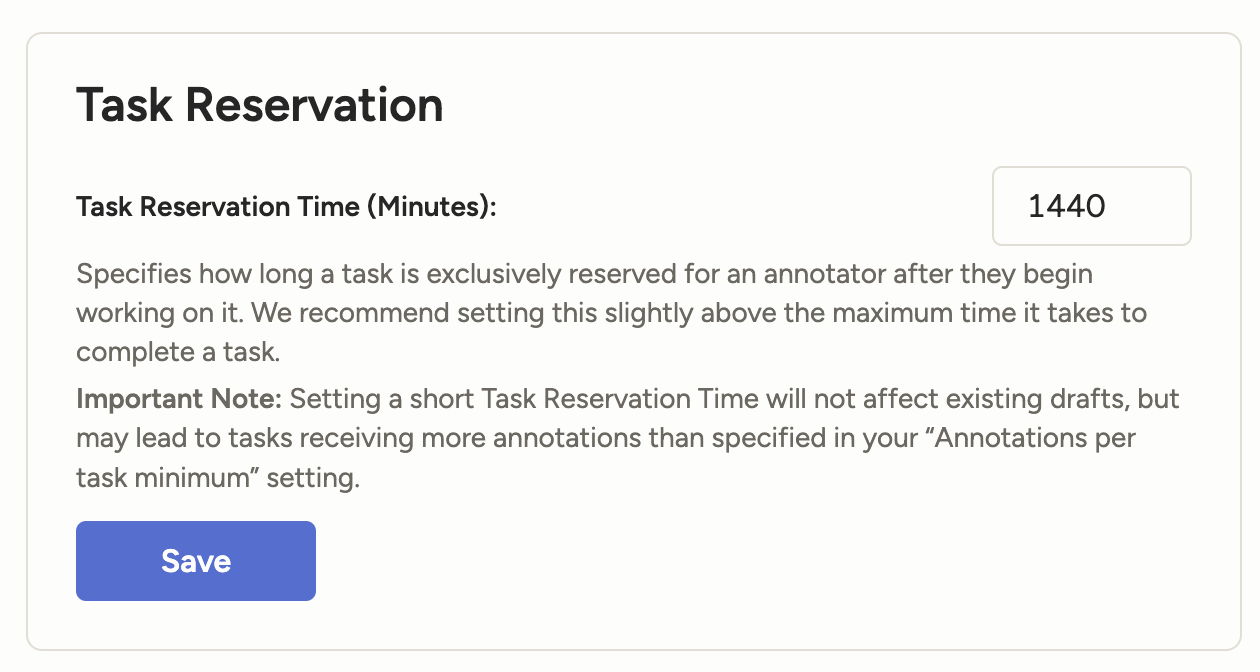 Task Reservation
Task Reservation Time (Minutes):
1440
Specifies how long a task is exclusively reserved for an annotator after they begin
working on it. We recommend setting this slightly above the maximum time it takes to
complete a task.
Important Note: Setting a short Task Reservation Time will not affect existing drafts, but
may lead to tasks receiving more annotations than specified in your “Annotations per
task minimum” setting.
Save